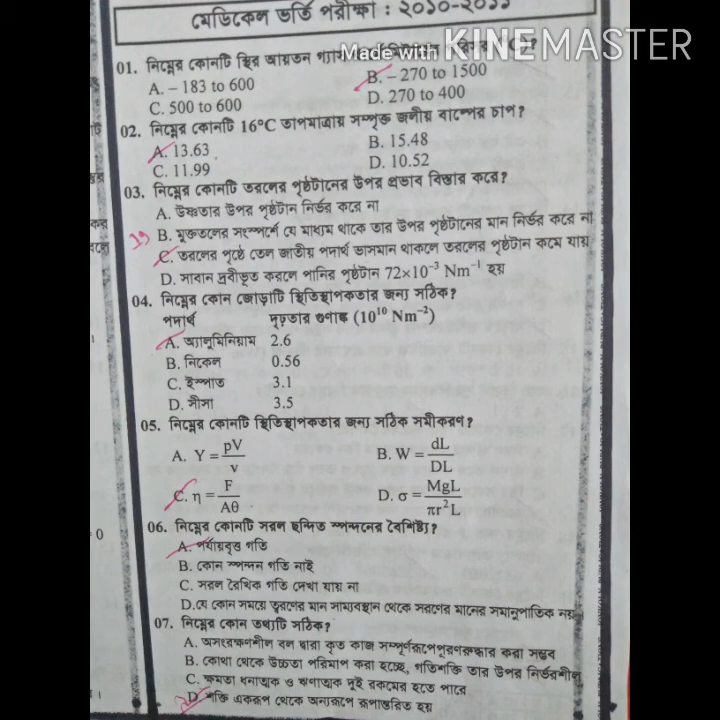 মেডিকেল ভর্তি পরীক্ষা : ২০১০-২০১১
Made with KINEMASTER
01. নিম্নের কোনটি স্থির আয়তন
A. – 183 to 600 B. – 270 to 1500
C. 500 to 600 D. 270 to 400
02. নিম্নের কোনটি 16°C তাপমাত্রায় সম্পৃক্ত জলীয় বাষ্পের চাপ?
A. 13.63 B. 15.48
C. 11.99 D. 10.52
03. নিম্নের কোনটি তরলের পৃষ্ঠটানের উপর প্রভাব বিস্তার করে?
A. উষ্ণতার উপর পৃষ্ঠটান নির্ভর করে না
B. মুক্ততলের সংস্পর্শে যে মাধ্যম থাকে তার উপর পৃষ্ঠটানের মান নির্ভর করে না
C. তরলের পৃষ্ঠে তেল জাতীয় পদার্থ ভাসমান থাকলে তরলের পৃষ্ঠটান কমে যায়
D. সাবান দ্রবীভূত করলে পানির পৃষ্ঠটান 72×10⁻³ Nm⁻¹ হয়
04. নিম্নের কোন জোড়াটি স্থিতিস্থাপকতার জন্য সঠিক?
পদার্থ দৃঢ়তার গুণাঙ্ক (10¹⁰ Nm⁻²)
A. অ্যালুমিনিয়াম 2.6
B. নিকেল 0.56
C. ইস্পাত 3.1
D. সীসা 3.5
05. নিম্নের কোনটি স্থিতিস্থাপকতার জন্য সঠিক সমীকরণ?
A. Y = pV/v B. W = dL/DL
C. η = F/Aθ D. σ = MgL/πr²L
06. নিম্নের কোনটি সরল ছন্দিত স্পন্দনের বৈশিষ্ট্য?
A. পর্যায়বৃত্ত গতি
B. কোন স্পন্দন গতি নাই
C. সরল রৈখিক গতি দেখা যায় না
D. যে কোন সময়ে ত্বরণের মান সাম্যাবস্থান থেকে সরণের মানের সমানুপাতিক নয়
07. নিম্নের কোন তথ্যটি সঠিক?
A. অসংরক্ষণশীল বল দ্বারা কৃত কাজ সম্পূর্ণরূপে পুনরুদ্ধার করা সম্ভব
B. কোথা থেকে উচ্চতা পরিমাপ করা হচ্ছে, গতিশক্তি তার উপর নির্ভরশীল
C. ক্ষমতা ধনাত্মক ও ঋণাত্মক দুই রকমের হতে পারে
D. শক্তি একরূপ থেকে অন্যরূপে রূপান্তরিত হয়